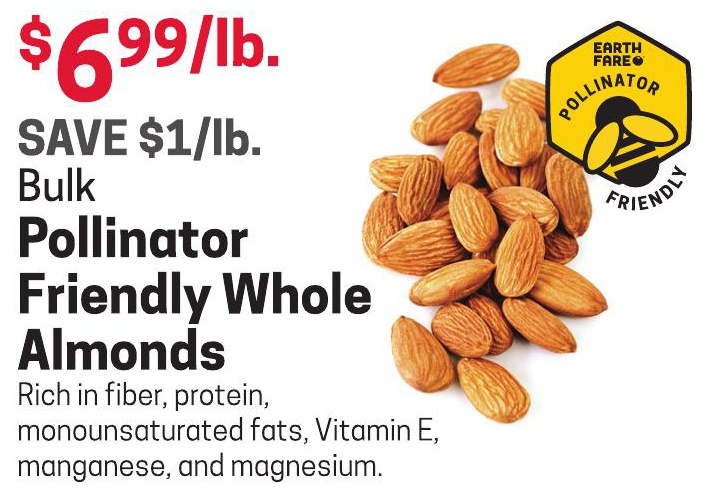 $6.99/lb.
SAVE $1/lb.
Bulk
Pollinator
Friendly Whole
Almonds
Rich in fiber, protein,
monounsaturated fats, Vitamin E,
manganese, and magnesium.
EARTH
FARE
POLLINATOR
FRIENDLY